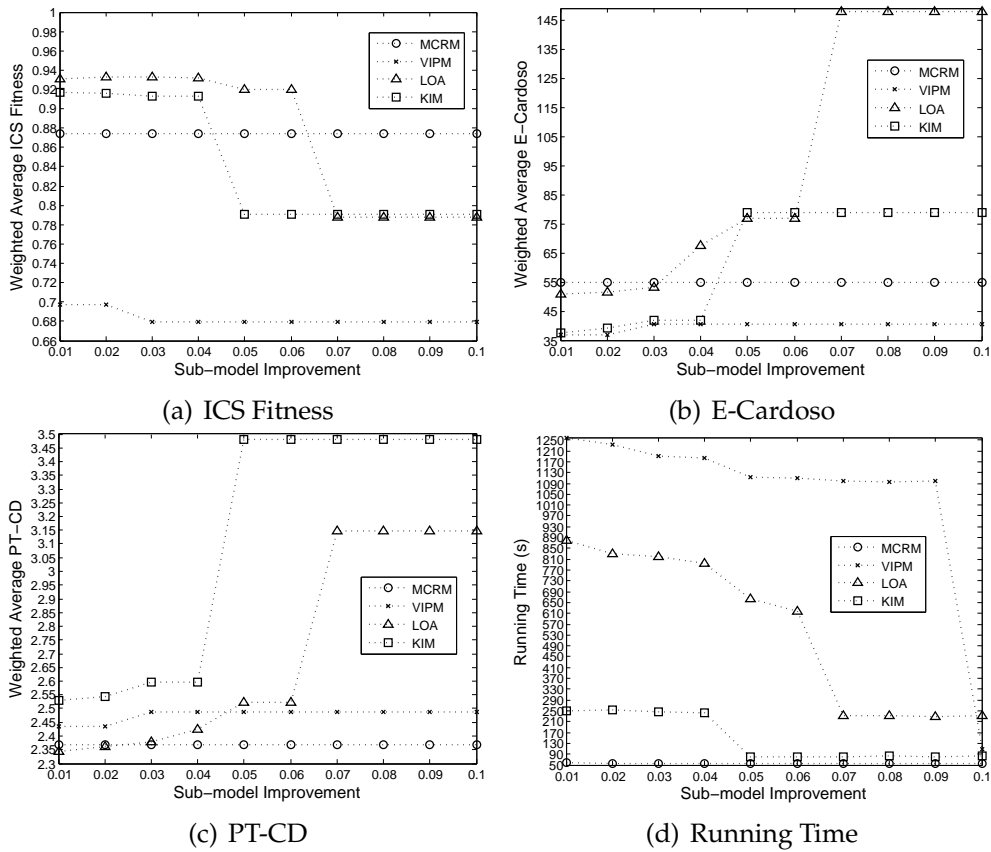 Weighted Average ICS Fitness
1
0.98
0.96
0.94
0.92
0.9
0.88
0.86
0.84
0.82
0.8
0.78
0.76
0.74
0.72
0.7
0.68
0.66
0.01 0.02 0.03 0.04 0.05 0.06 0.07 0.08 0.09 0.1
Sub-model Improvement
MCRM
VIPM
LOA
KIM
(a) ICS Fitness
Weighted Average E-Cardoso
145
135
125
115
105
95
85
75
65
55
45
35
0.01 0.02 0.03 0.04 0.05 0.06 0.07 0.08 0.09 0.1
Sub-model Improvement
MCRM
VIPM
LOA
KIM
(b) E-Cardoso
Weighted Average PT-CD
3.5
3.45
3.4
3.35
3.3
3.25
3.2
3.15
3.1
3.05
3
2.95
2.9
2.85
2.8
2.75
2.7
2.65
2.6
2.55
2.5
2.45
2.4
2.35
2.3
0.01 0.02 0.03 0.04 0.05 0.06 0.07 0.08 0.09 0.1
Sub-model Improvement
MCRM
VIPM
LOA
KIM
(c) PT-CD
Running Time (s)
1250
1210
1170
1130
1090
1050
1010
970
930
890
850
810
770
730
690
650
610
570
530
490
450
410
370
330
290
250
210
170
130
90
50
0.01 0.02 0.03 0.04 0.05 0.06 0.07 0.08 0.09 0.1
Sub-model Improvement
MCRM
VIPM
LOA
KIM
(d) Running Time